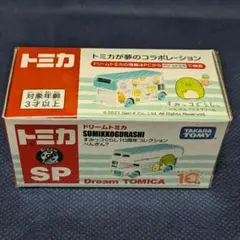 トミカ
トミカが夢のコラボレーション
対象年齢
3才以上
トミカ
SP
ドリームトミカ
SUMIKKOGURASHI
すみっコぐらし 10周年 コレクション
ぺんぎん?
TAKARA TOMY
Dream TOMICA